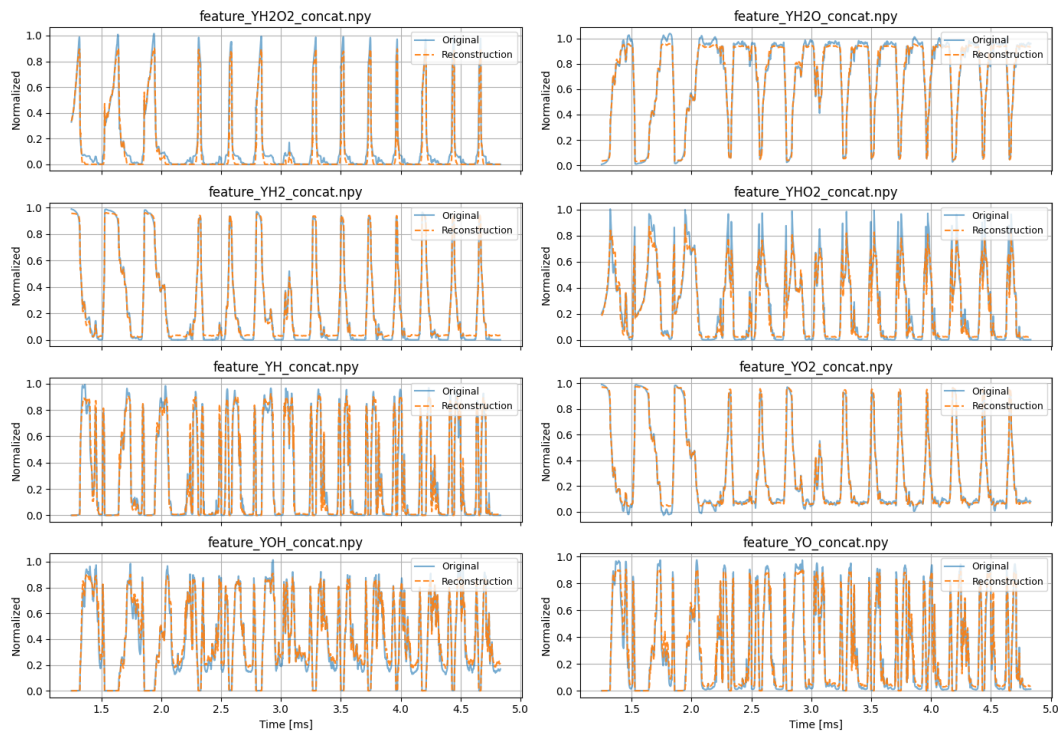 feature_YH2O2_concat.npy
Normalized
1.0
0.8
0.6
0.4
0.2
0.0
Original
Reconstruction
feature_YH2O_concat.npy
Normalized
1.0
0.8
0.6
0.4
0.2
0.0
Original
Reconstruction
feature_YH2_concat.npy
Normalized
1.0
0.8
0.6
0.4
0.2
0.0
Original
Reconstruction
feature_YHO2_concat.npy
Normalized
1.0
0.8
0.6
0.4
0.2
0.0
Original
Reconstruction
feature_YH_concat.npy
Normalized
1.0
0.8
0.6
0.4
0.2
0.0
Original
Reconstruction
feature_YO2_concat.npy
Normalized
1.0
0.8
0.6
0.4
0.2
0.0
Original
Reconstruction
feature_YOH_concat.npy
Normalized
1.0
0.8
0.6
0.4
0.2
0.0
Original
Reconstruction
1.5 2.0 2.5 3.0 3.5 4.0 4.5 5.0
Time [ms]
feature_YO_concat.npy
Normalized
1.0
0.8
0.6
0.4
0.2
0.0
Original
Reconstruction
1.5 2.0 2.5 3.0 3.5 4.0 4.5 5.0
Time [ms]